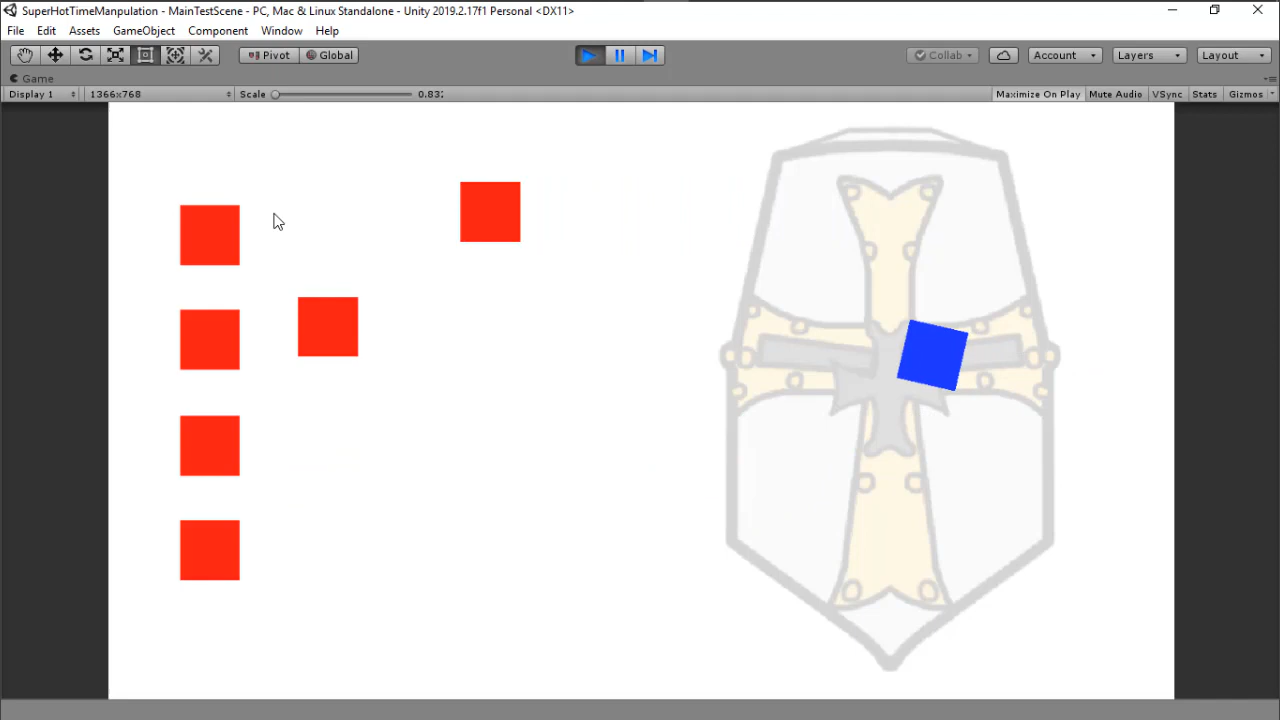 SuperHotTimeManpulation - MainTestScene - PC, Mac & Linux Standalone - Unity 2019.2.17f1 Personal <DX11>
File Edit Assets GameObject Component Window Help
Pivot Global Collab Account Layers Layout
Game
Display 1 1366x768 Scale 0.83: Maximize On Play Mute Audio VSync Stats Gizmos